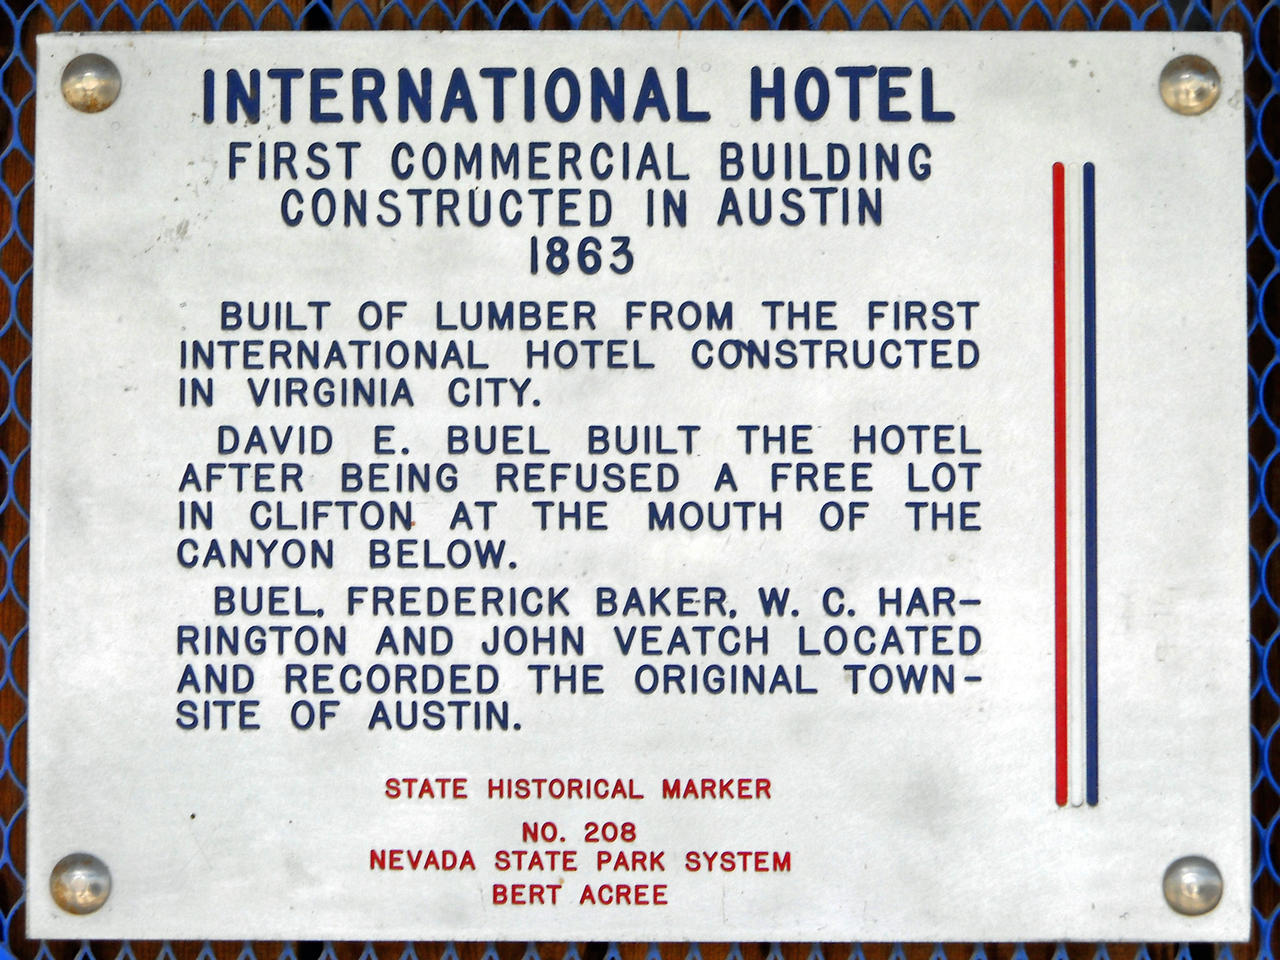 INTERNATIONAL HOTEL
FIRST COMMERCIAL BUILDING
CONSTRUCTED IN AUSTIN
1863
BUILT OF LUMBER FROM THE FIRST
INTERNATIONAL HOTEL CONSTRUCTED
IN VIRGINIA CITY.
DAVID E. BUEL BUILT THE HOTEL
AFTER BEING REFUSED A FREE LOT
IN CLIFTON AT THE MOUTH OF THE
CANYON BELOW.
BUEL, FREDERICK BAKER, W. C. HAR-
RINGTON AND JOHN VEATCH LOCATED
AND RECORDED THE ORIGINAL TOWN-
SITE OF AUSTIN.
STATE HISTORICAL MARKER
NO. 208
NEVADA STATE PARK SYSTEM
BERT ACREE